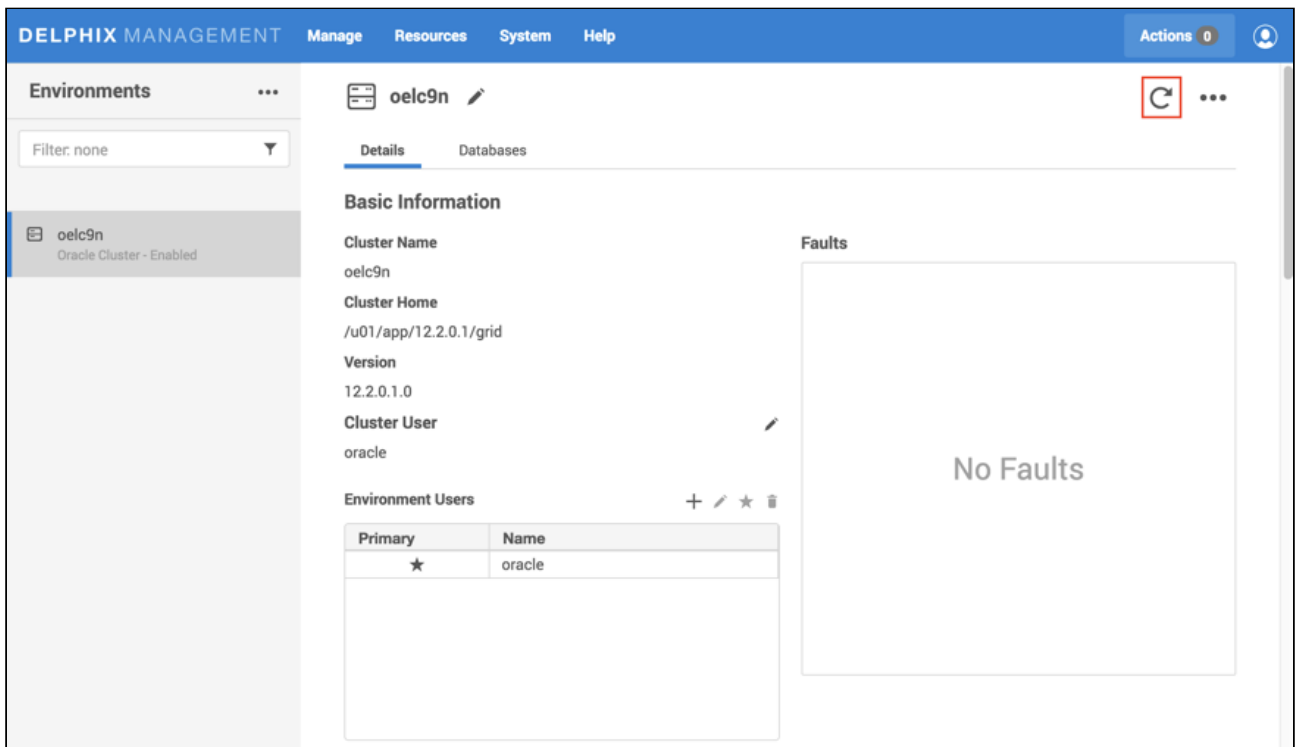 DELPHIX MANAGEMENT Manage Resources System Help Actions 0
Environments
Filter: none
oelc9n
Oracle Cluster - Enabled
oelc9n
Details Databases
Basic Information
Cluster Name
oelc9n
Cluster Home
/u01/app/12.2.0.1/grid
Version
12.2.0.1.0
Cluster User
oracle
Environment Users
Primary Name
oracle
Faults
No Faults